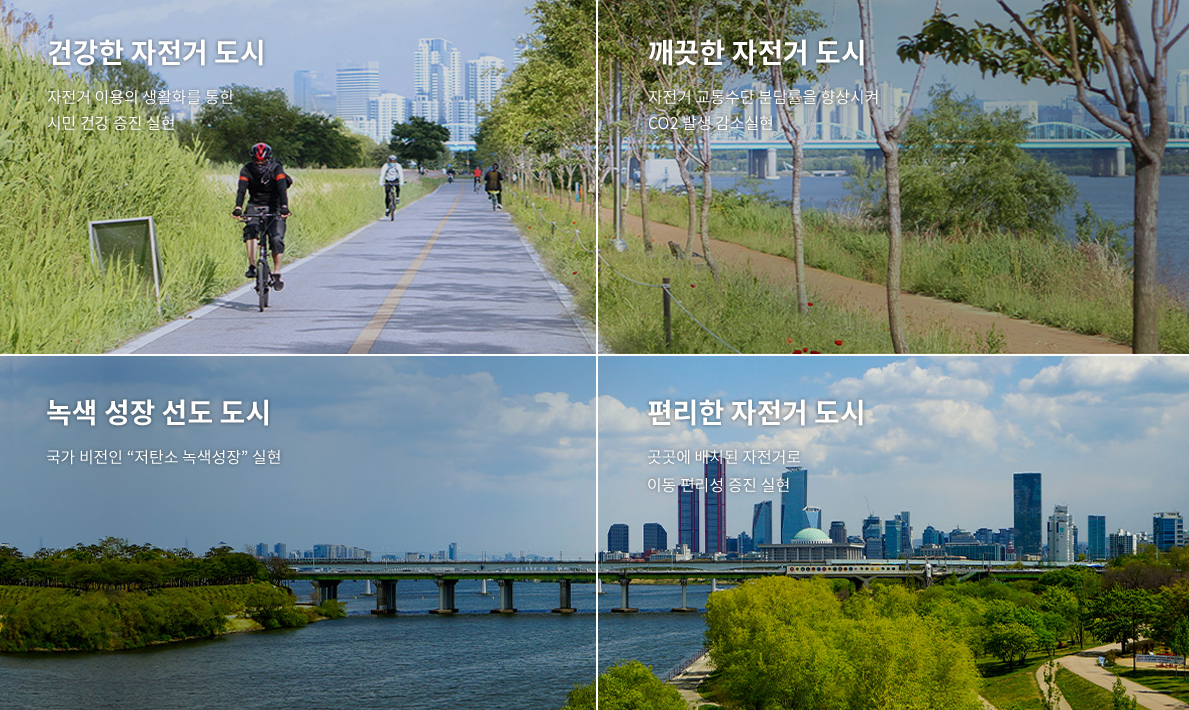 건강한 자전거 도시
자전거 이용의 생활화를 통한
시민 건강 증진 실현
깨끗한 자전거 도시
자전거 교통수단 분담률을 향상시켜
CO2 발생 감소실현
녹색 성장 선도 도시
국가 비전인 “저탄소 녹색성장” 실현
편리한 자전거 도시
곳곳에 배치된 자전거로
이동 편리성 증진 실현